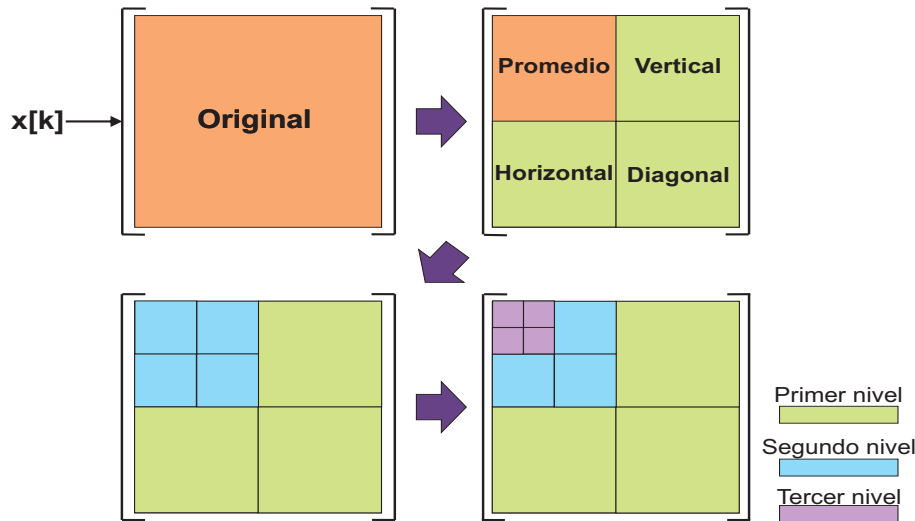 x[k]
Original
Promedio
Vertical
Horizontal
Diagonal
Primer nivel
Segundo nivel
Tercer nivel